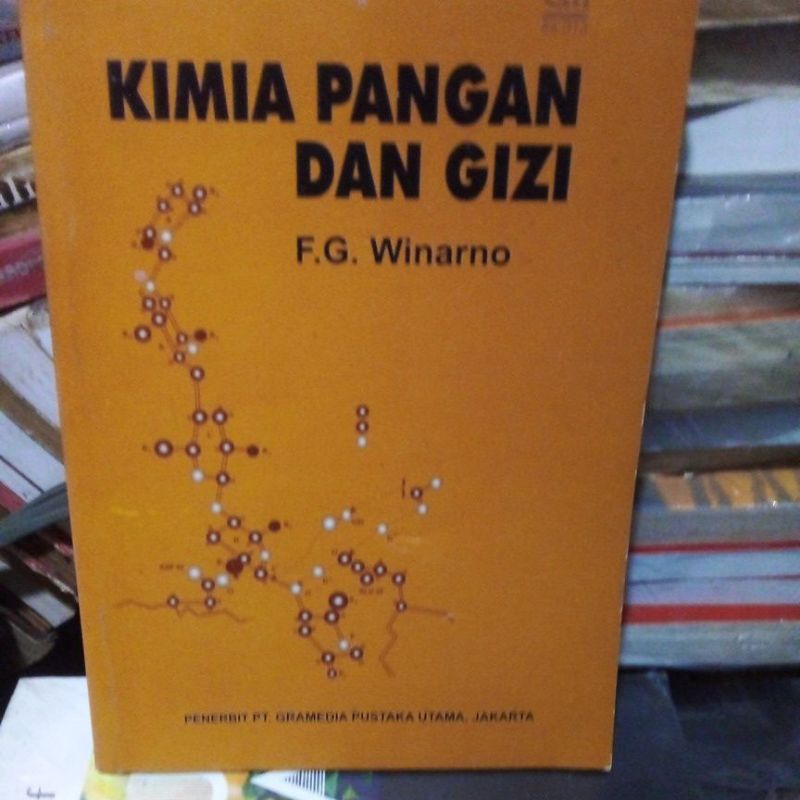 KIMIA PANGAN
DAN GIZI
F.G. Winarno
PENERBIT PT. GRAMEDIA PUSTAKA UTAMA, JAKARTA